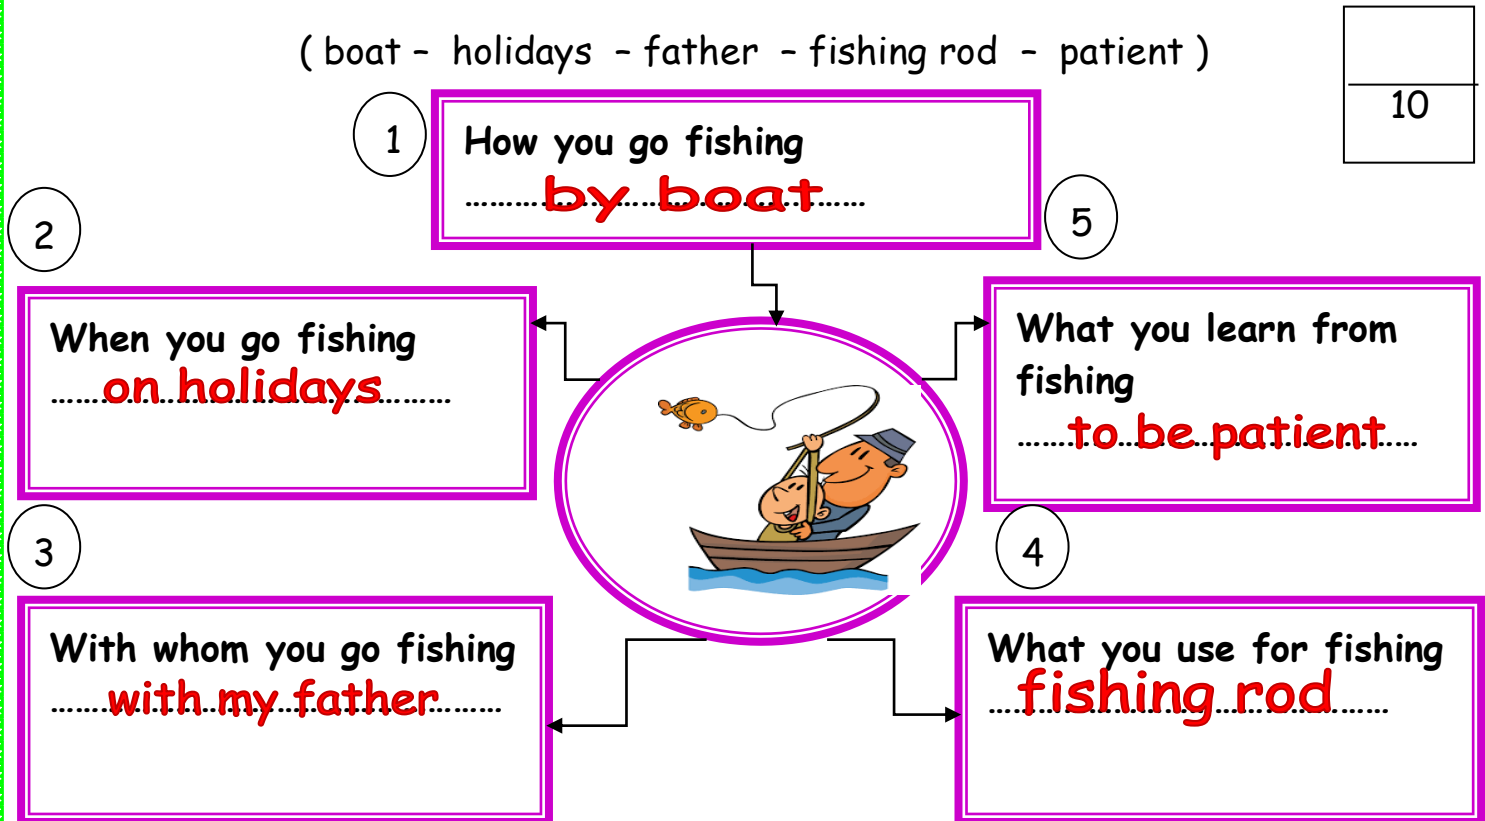 ( boat – holidays – father – fishing rod – patient )
10
1
How you go fishing
........by boat........
2
When you go fishing
........on holidays........
3
With whom you go fishing
........with my father........
4
What you use for fishing
........fishing rod........
5
What you learn from
fishing
........to be patient........